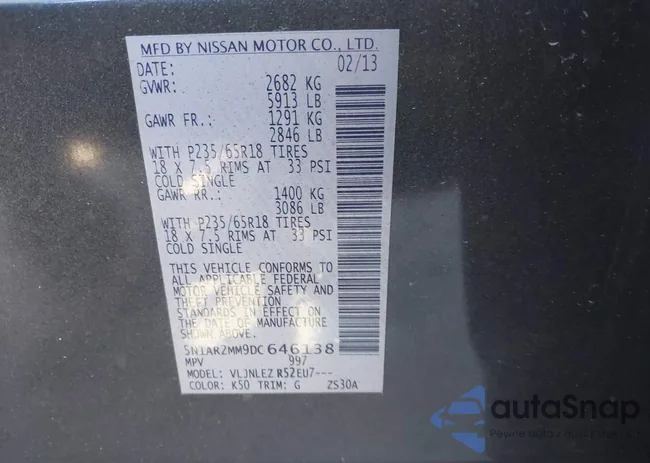 MFD BY NISSAN MOTOR CO., LTD.
DATE: 02/13
GVWR: 2682 KG
5913 LB
GAWR FR.: 1291 KG
2846 LB
WITH P235/65R18 TIRES
18 X 7.5 RIMS AT 33 PSI
COLD SINGLE
GAWR RR.: 1400 KG
3086 LB
WITH P235/65R18 TIRES
18 X 7.5 RIMS AT 33 PSI
COLD SINGLE
THIS VEHICLE CONFORMS TO
ALL APPLICABLE FEDERAL
MOTOR VEHICLE SAFETY AND
THEFT PREVENTION
STANDARDS IN EFFECT ON
THE DATE OF MANUFACTURE
SHOWN ABOVE.
5N1AR2MM9DC646138
MPV 997
MODEL: VLJNLEZ R52EU7---
COLOR: K50 TRIM: G ZS30A
autaSnap
Pewne auta z